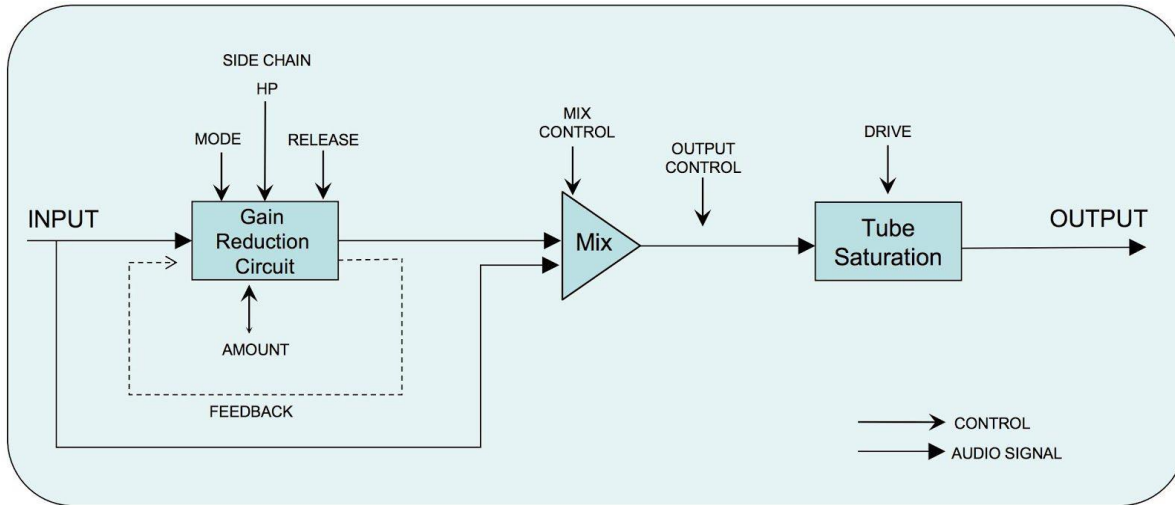 SIDE CHAIN
HP
MODE
RELEASE
MIX
CONTROL
OUTPUT
CONTROL
DRIVE
INPUT
Gain
Reduction
Circuit
Mix
Tube
Saturation
OUTPUT
AMOUNT
FEEDBACK
CONTROL
AUDIO SIGNAL